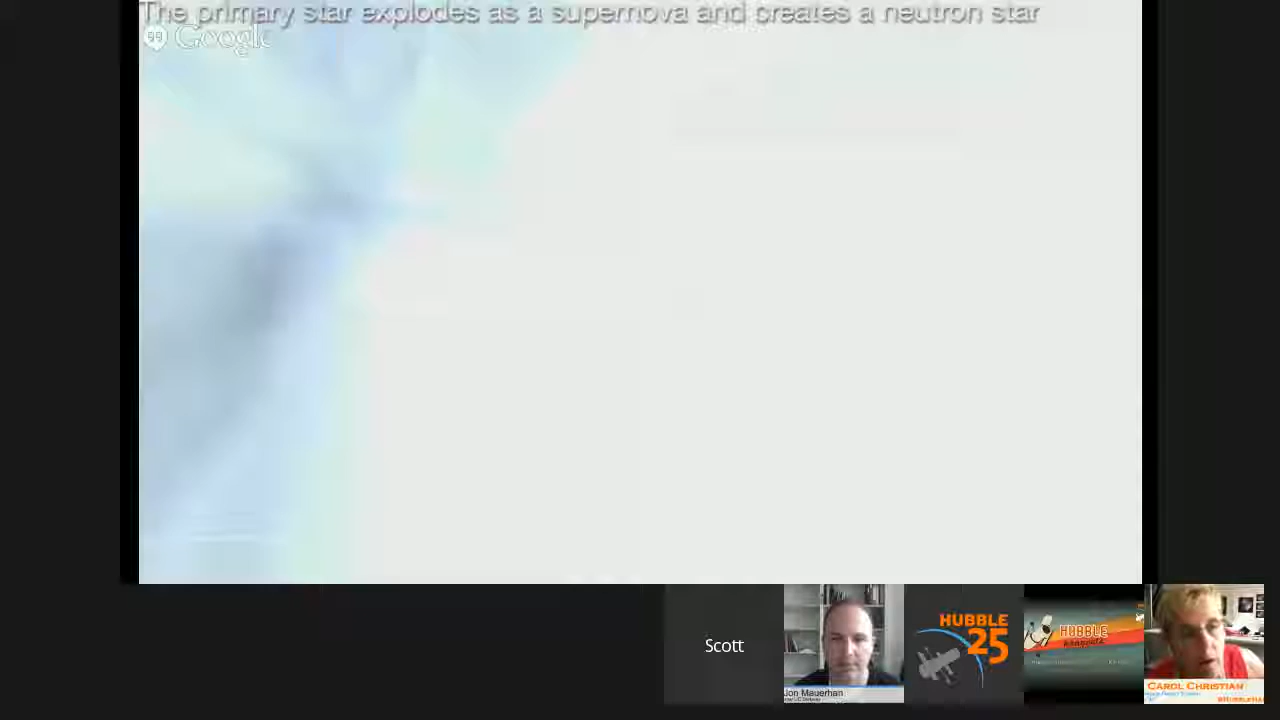 The primary star explodes as a supernova and creates a neutron star
Google
Scott
Jon Mauerhan
HUBBLE
25
HUBBLE
CAROL CHRISTIAN